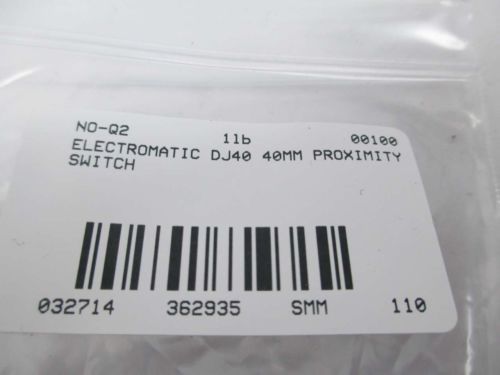 NO-Q2 1lb 00100
ELECTROMATIC DJ40 40MM PROXIMITY
SWITCH
032714 362935 SMM 110